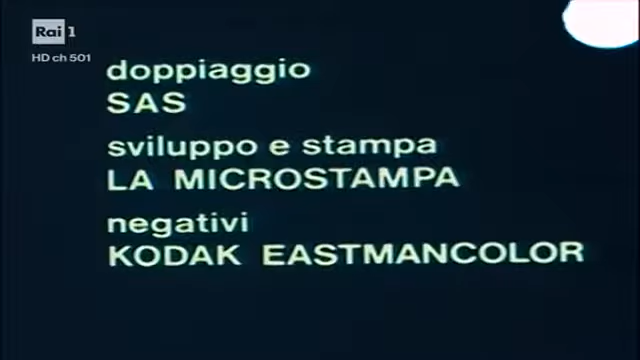 Rai 1
HD ch 501
doppiaggio
SAS
sviluppo e stampa
LA MICROSTAMPA
negativi
KODAK EASTMANCOLOR